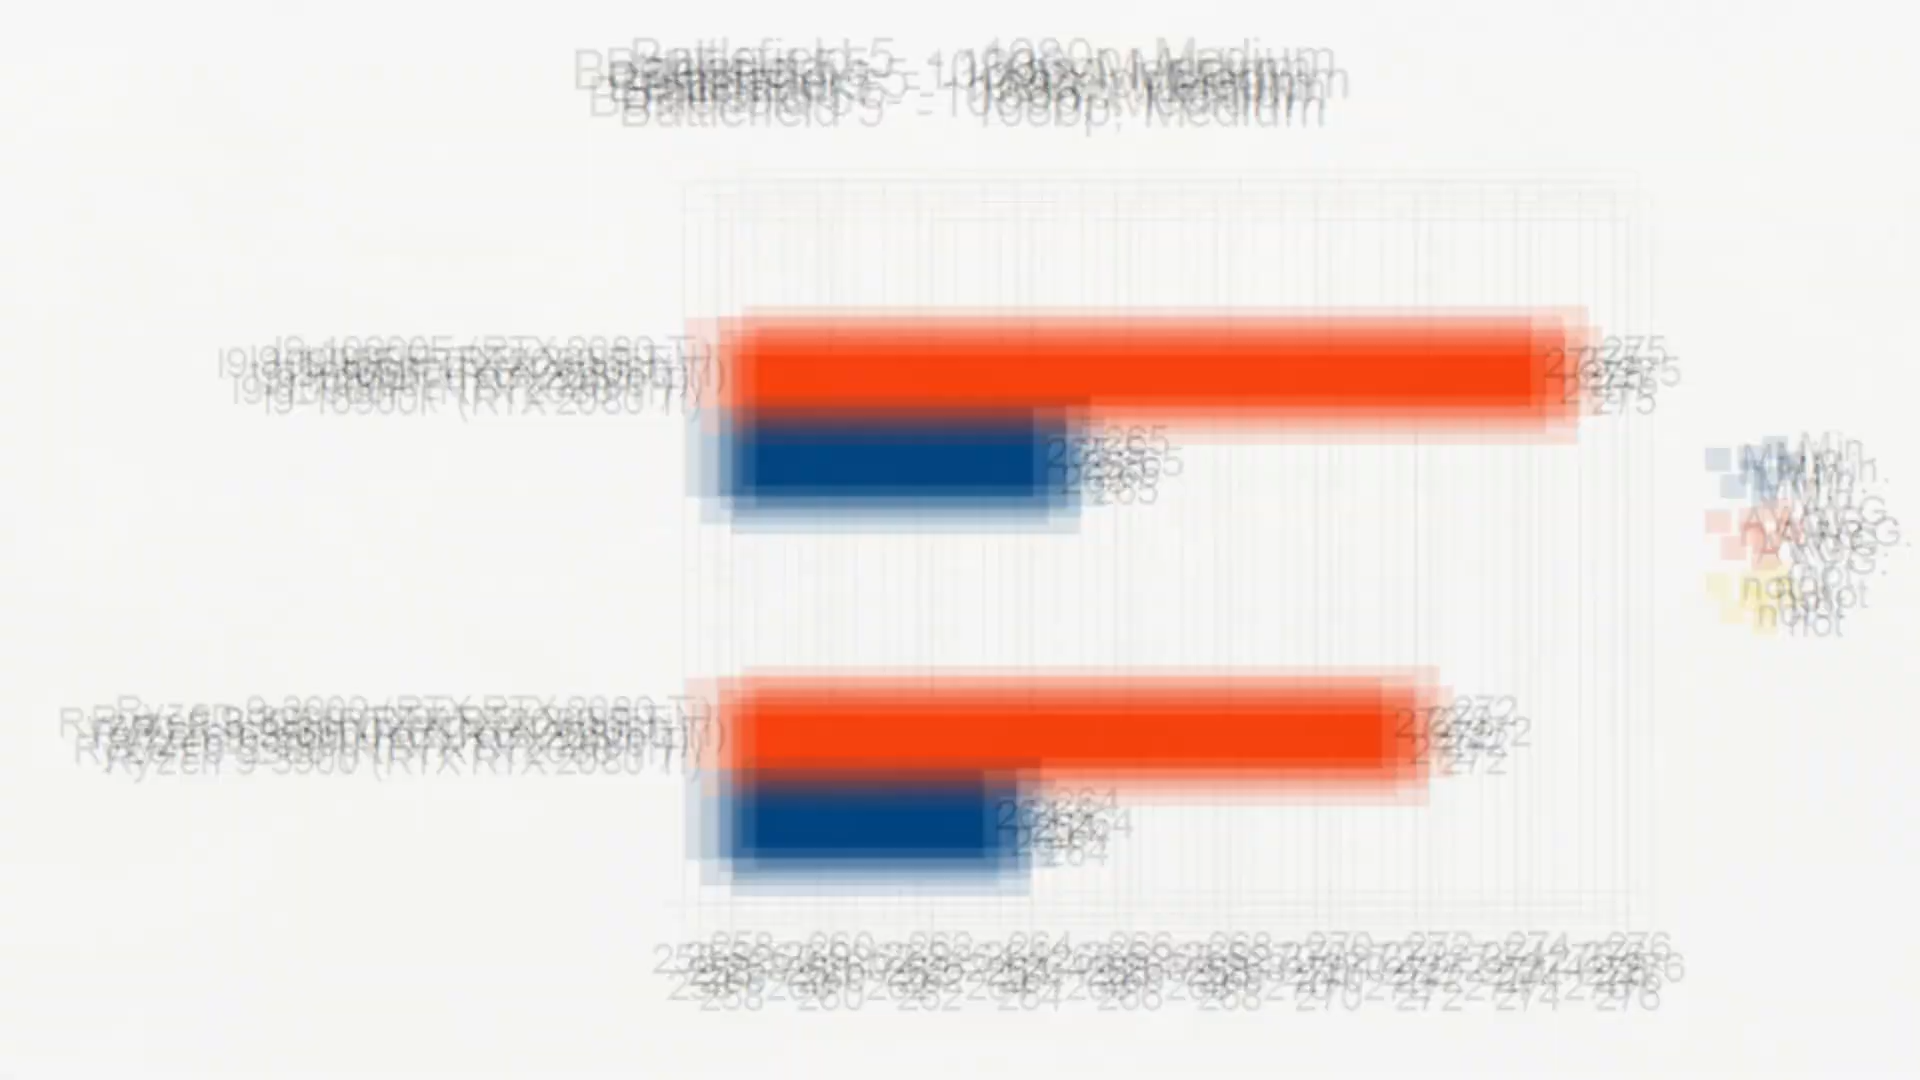 Battlefield 5 - 1080p, Medium
I9-10900k (RTX 2080 Ti)
275
265
Min.
AVG.
not
Ryzen 9 3900 (RTX RTX 2080 Ti)
272
264
258 260 262 264 266 268 270 272 274 276